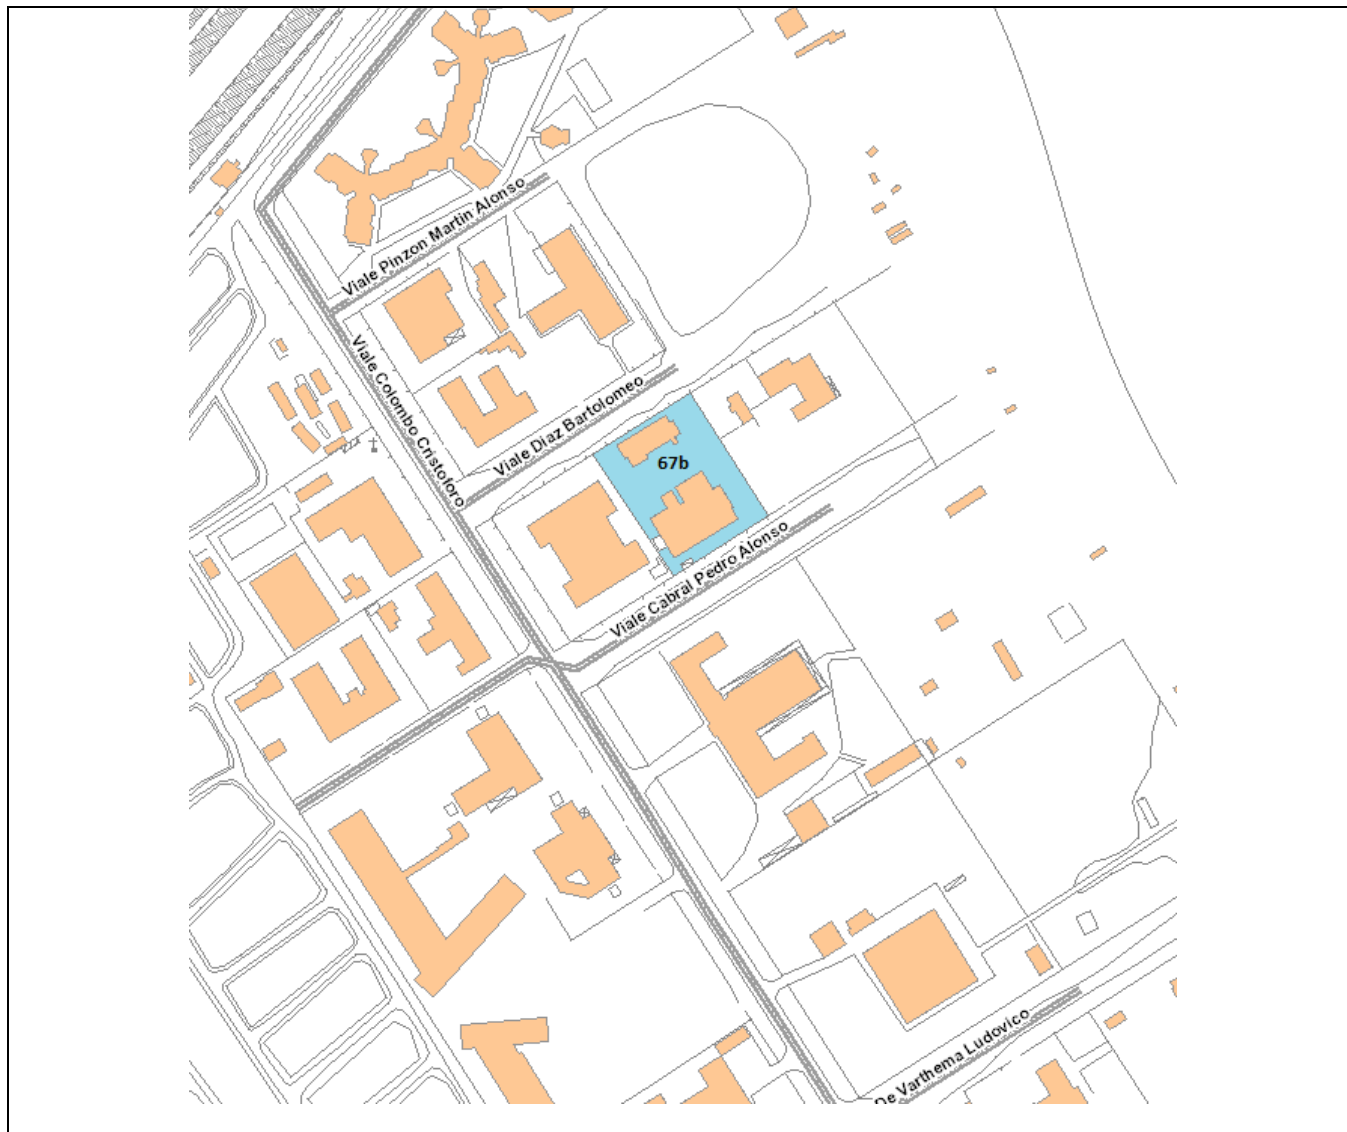 Viale Pinzon Martin Alonso
Viale Colombo Cristoforo
Viale Diaz Bartolomeo
67b
Viale Cabral Pedro Alonso
De Varthema Ludovico